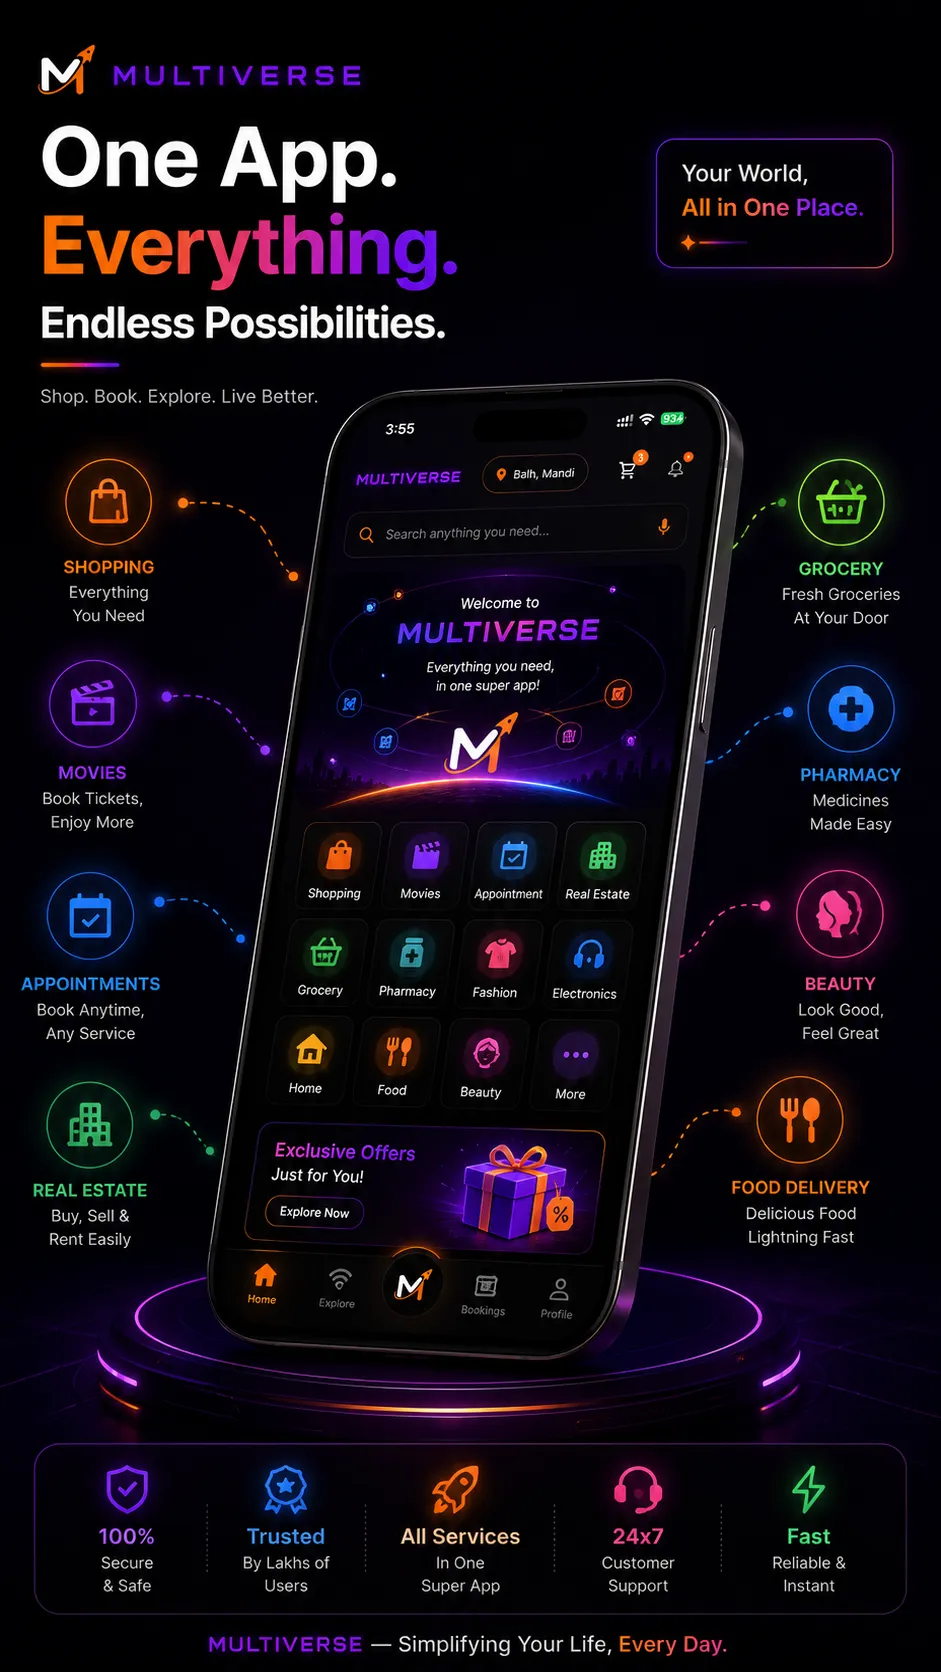 MULTIVERSE
One App.
Everything.
Endless Possibilities.
Shop. Book. Explore. Live Better.
Your World,
All in One Place.
3:55
93
MULTIVERSE
Balh, Mandi
3
Search anything you need...
Welcome to
MULTIVERSE
Everything you need,
in one super app!
Shopping
Movies
Appointment
Real Estate
Grocery
Pharmacy
Fashion
Electronics
Home
Food
Beauty
More
Exclusive Offers
Just for You!
Explore Now
%
Home
Explore
Bookings
Profile
SHOPPING
Everything
You Need
MOVIES
Book Tickets,
Enjoy More
APPOINTMENTS
Book Anytime,
Any Service
REAL ESTATE
Buy, Sell &
Rent Easily
GROCERY
Fresh Groceries
At Your Door
PHARMACY
Medicines
Made Easy
BEAUTY
Look Good,
Feel Great
FOOD DELIVERY
Delicious Food
Lightning Fast
100%
Secure
& Safe
Trusted
By Lakhs of
Users
All Services
In One
Super App
24x7
Customer
Support
Fast
Reliable &
Instant
MULTIVERSE — Simplifying Your Life, Every Day.